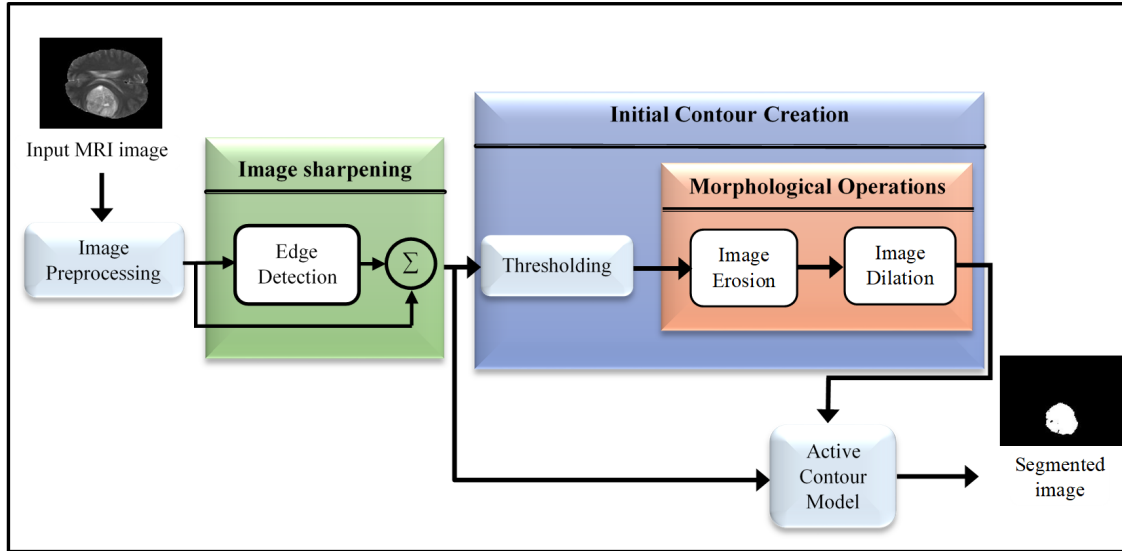 Input MRI image
Image
Preprocessing
Image sharpening
Edge
Detection
∑
Initial Contour Creation
Thresholding
Morphological Operations
Image
Erosion
Image
Dilation
Active
Contour
Model
Segmented
image